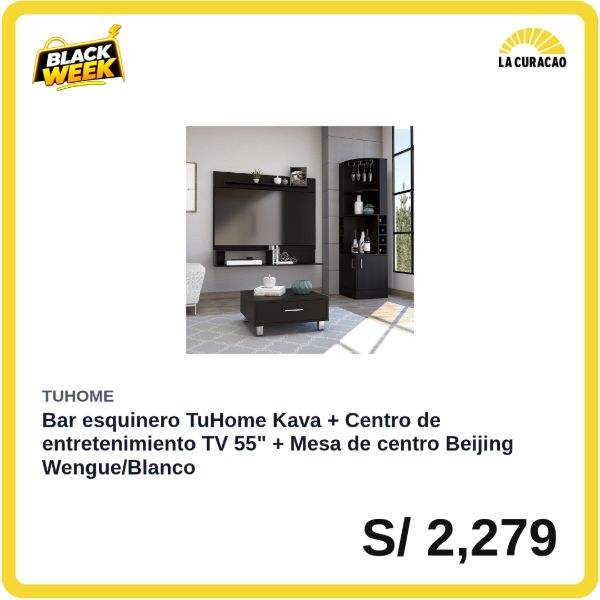 BLACK
WEEK
LA CURACAO
TUHOME
Bar esquinero TuHome Kava + Centro de
entretenimiento TV 55" + Mesa de centro Beijing
Wengue/Blanco
S/ 2,279